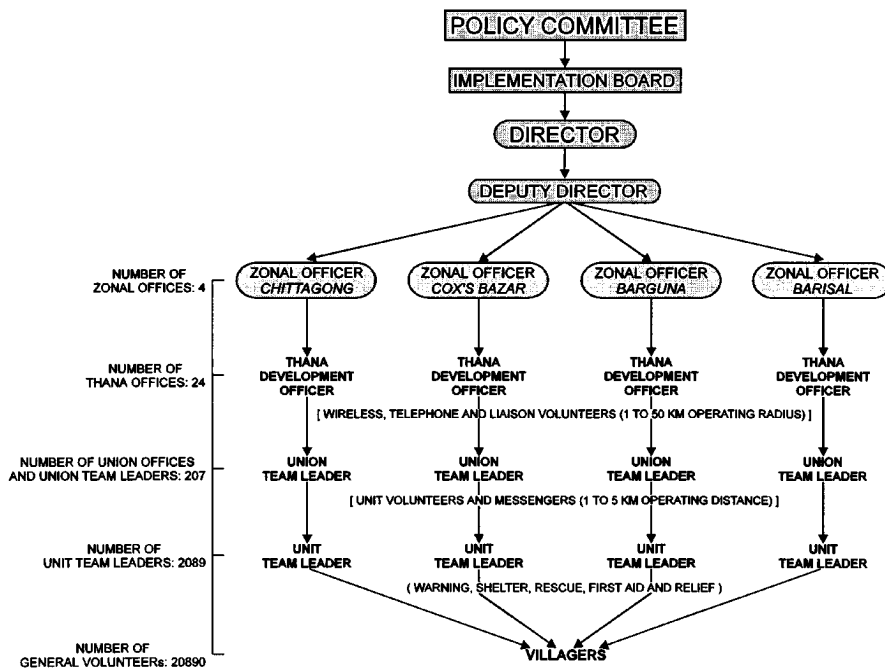 POLICY COMMITTEE
IMPLEMENTATION BOARD
DIRECTOR
DEPUTY DIRECTOR
NUMBER OF
ZONAL OFFICES: 4
ZONAL OFFICER
CHITTAGONG
ZONAL OFFICER
COX'S BAZAR
ZONAL OFFICER
BARGUNA
ZONAL OFFICER
BARISAL
NUMBER OF
THANA OFFICES: 24
THANA
DEVELOPMENT
OFFICER
THANA
DEVELOPMENT
OFFICER
THANA
DEVELOPMENT
OFFICER
THANA
DEVELOPMENT
OFFICER
[ WIRELESS, TELEPHONE AND LIAISON VOLUNTEERS (1 TO 50 KM OPERATING RADIUS) ]
NUMBER OF UNION OFFICES
AND UNION TEAM LEADERS: 207
UNION
TEAM LEADER
UNION
TEAM LEADER
UNION
TEAM LEADER
UNION
TEAM LEADER
[ UNIT VOLUNTEERS AND MESSENGERS (1 TO 5 KM OPERATING DISTANCE) ]
NUMBER OF
UNIT TEAM LEADERS: 2089
UNIT
TEAM LEADER
UNIT
TEAM LEADER
UNIT
TEAM LEADER
UNIT
TEAM LEADER
( WARNING, SHELTER, RESCUE, FIRST AID AND RELIEF )
NUMBER OF
GENERAL VOLUNTEERs: 20890
VILLAGERS